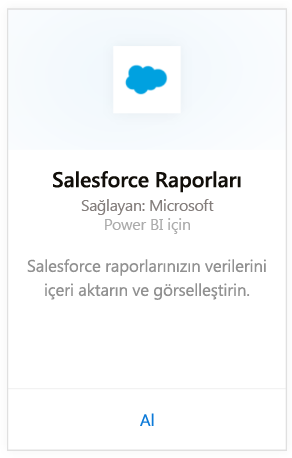 Salesforce Raporları
Sağlayan: Microsoft
Power BI için
Salesforce raporlarınızın verilerini
içeri aktarın ve görselleştirin.
Al